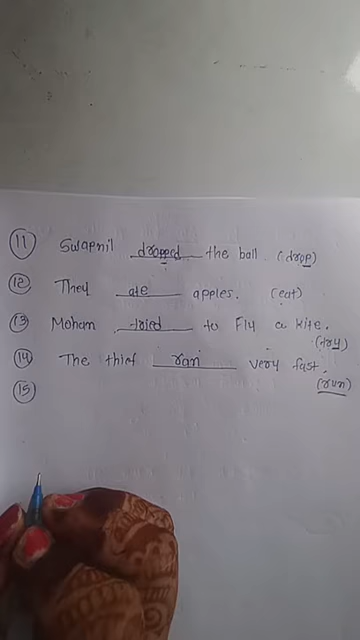 11 Swapnil dropped the ball. (drop)
12 They ate apples. (eat)
13 Mohan tried to Fly a kite. (try)
14 The thief ran very fast. (run)
15